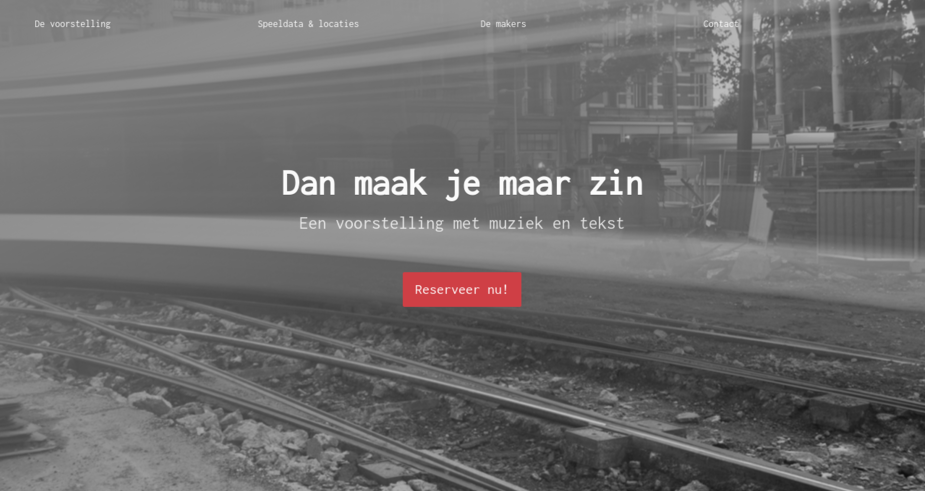 De voorstelling Speeldata & locaties De makers Contact
Dan maak je maar zin
Een voorstelling met muziek en tekst
Reserveer nu!